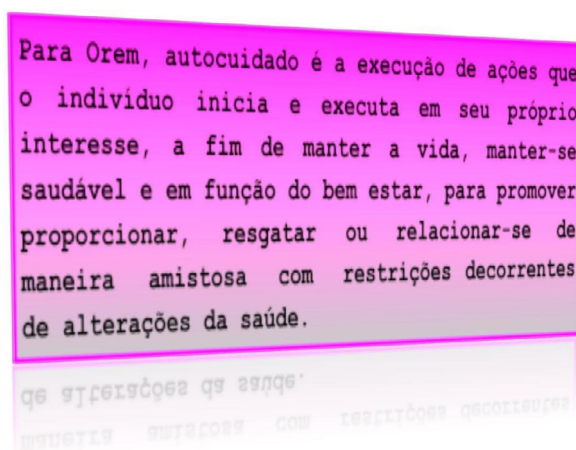 Para Orem, autocuidado é a execução de ações que
o indivíduo inicia e executa em seu próprio
interesse, a fim de manter a vida, manter-se
saudável e em função do bem estar, para promover
proporcionar, resgatar ou relacionar-se de
maneira amistosa com restrições decorrentes
de alterações da saúde.